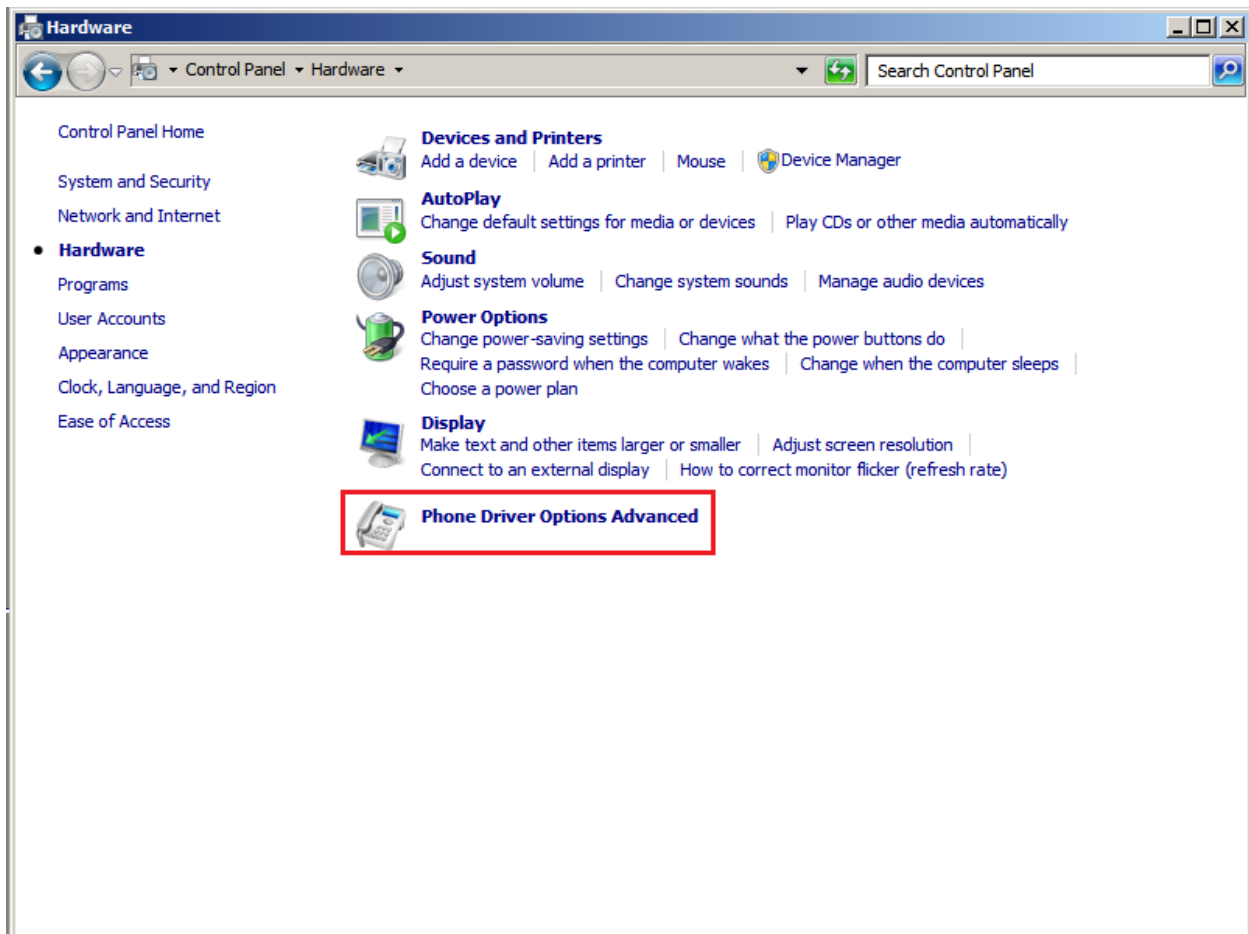 Hardware
Control Panel Hardware
Search Control Panel
Control Panel Home
System and Security
Network and Internet
Hardware
Programs
User Accounts
Appearance
Clock, Language, and Region
Ease of Access
Devices and Printers
Add a device Add a printer Mouse Device Manager
AutoPlay
Change default settings for media or devices Play CDs or other media automatically
Sound
Adjust system volume Change system sounds Manage audio devices
Power Options
Change power-saving settings Change what the power buttons do
Require a password when the computer wakes Change when the computer sleeps
Choose a power plan
Display
Make text and other items larger or smaller Adjust screen resolution
Connect to an external display How to correct monitor flicker (refresh rate)
Phone Driver Options Advanced